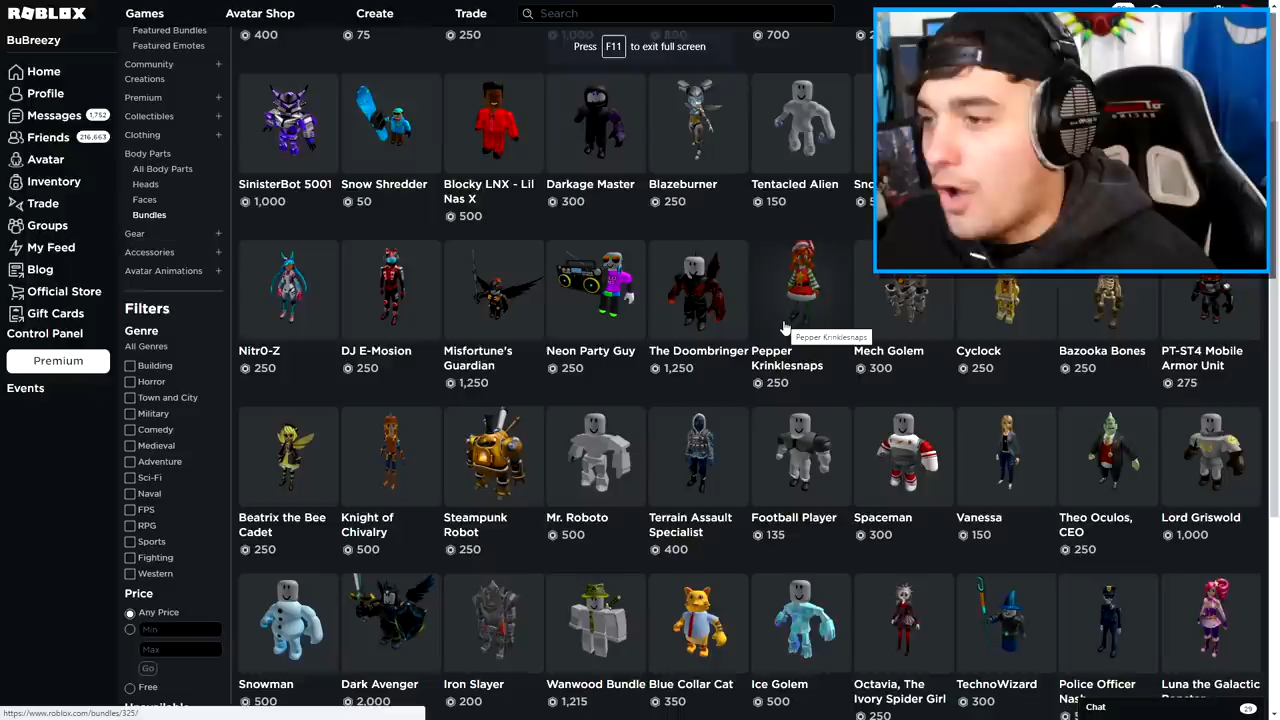 ROBLOX
Games
Avatar Shop
Create
Trade
Search
BuBreezy
Home
Profile
Messages 1,752
Friends 216,663
Avatar
Inventory
Trade
Groups
My Feed
Blog
Official Store
Gift Cards
Control Panel
Premium
Events
Featured Bundles
Featured Emotes
Community +
Creations
Premium +
Collectibles +
Clothing +
Body Parts
All Body Parts
Heads
Faces
Bundles
Gear +
Accessories +
Avatar Animations +
Filters
Genre
All Genres
Building
Horror
Town and City
Military
Comedy
Medieval
Adventure
Sci-Fi
Naval
FPS
RPG
Sports
Fighting
Western
Price
Any Price
Min
Max
Go
Free
400
75
250
1,000
800
700
Press F11 to exit full screen
SinisterBot 5001
1,000
Snow Shredder
50
Blocky LNX - Lil
Nas X
500
Darkage Master
300
Blazeburner
250
Tentacled Alien
150
Nitr0-Z
250
DJ E-Mosion
250
Misfortune's
Guardian
1,250
Neon Party Guy
250
The Doombringer
1,250
Pepper
Krinklesnaps
250
Pepper Krinklesnaps
Mech Golem
300
Cyclock
250
Bazooka Bones
250
PT-ST4 Mobile
Armor Unit
275
Beatrix the Bee
Cadet
250
Knight of
Chivalry
500
Steampunk
Robot
250
Mr. Roboto
500
Terrain Assault
Specialist
400
Football Player
135
Spaceman
300
Vanessa
150
Theo Oculos,
CEO
250
Lord Griswold
1,000
Snowman
500
Dark Avenger
2,000
Iron Slayer
200
Wanwood Bundle
1,215
Blue Collar Cat
350
Ice Golem
500
Octavia, The
Ivory Spider Girl
250
TechnoWizard
300
Police Officer
Luna the Galactic
Chat
29
https://www.roblox.com/bundles/325/